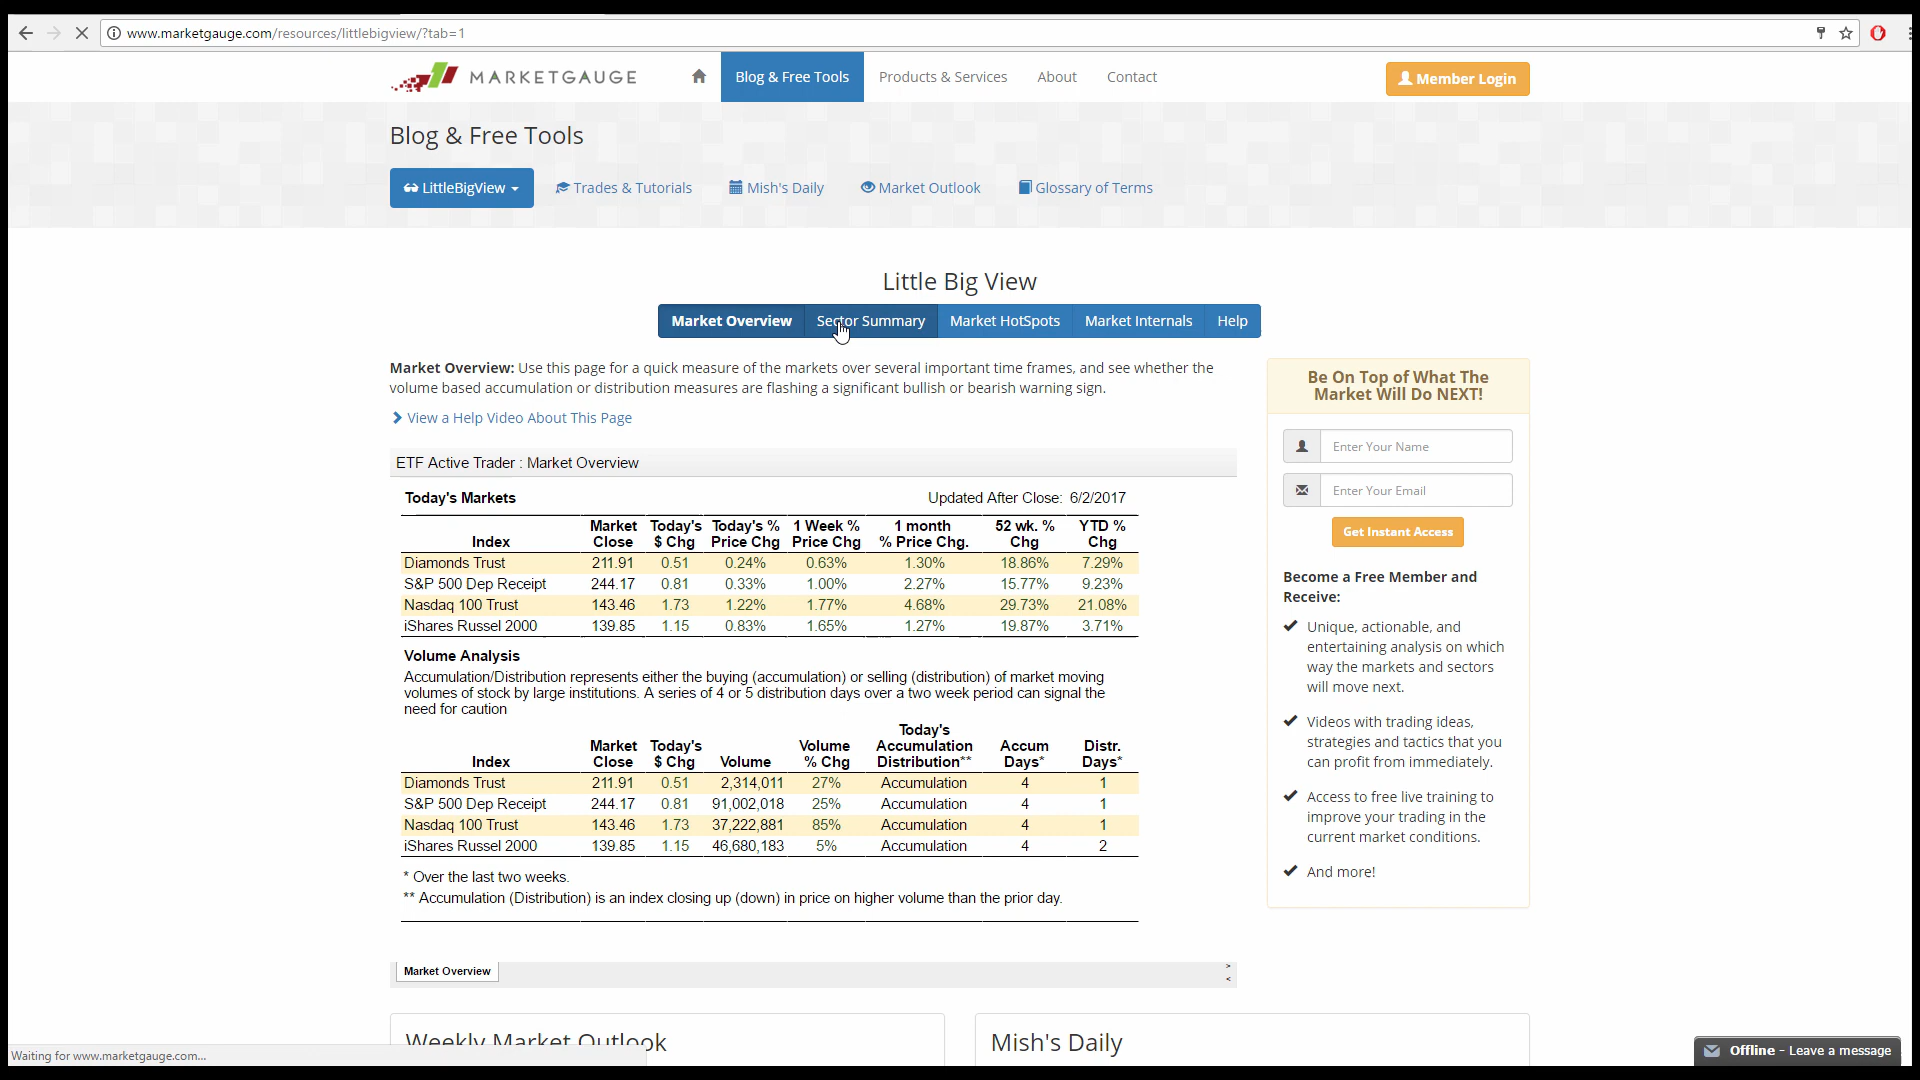 www.marketgauge.com/resources/littlebigview/?tab=1
MARKETGAUGE
Blog & Free Tools
Products & Services
About
Contact
Member Login
Blog & Free Tools
LittleBigView
Trades & Tutorials
Mish's Daily
Market Outlook
Glossary of Terms
Little Big View
Market Overview
Sector Summary
Market HotSpots
Market Internals
Help
Market Overview: Use this page for a quick measure of the markets over several important time frames, and see whether the
volume based accumulation or distribution measures are flashing a significant bullish or bearish warning sign.
View a Help Video About This Page
ETF Active Trader : Market Overview
Today's Markets Updated After Close: 6/2/2017
Market Today's Today's % 1 Week % 1 month 52 wk. % YTD %
Index Close $ Chg Price Chg Price Chg % Price Chg. Chg Chg
Diamonds Trust 211.91 0.51 0.24% 0.63% 1.30% 18.86% 7.29%
S&P 500 Dep Receipt 244.17 0.81 0.33% 1.00% 2.27% 15.77% 9.23%
Nasdaq 100 Trust 143.46 1.73 1.22% 1.77% 4.68% 29.73% 21.08%
iShares Russel 2000 139.85 1.15 0.83% 1.65% 1.27% 19.87% 3.71%
Volume Analysis
Accumulation/Distribution represents either the buying (accumulation) or selling (distribution) of market moving
volumes of stock by large institutions. A series of 4 or 5 distribution days over a two week period can signal the
need for caution
Today's
Market Today's Volume Accumulation Accum Distr.
Index Close $ Chg Volume % Chg Distribution** Days* Days*
Diamonds Trust 211.91 0.51 2,314,011 27% Accumulation 4 1
S&P 500 Dep Receipt 244.17 0.81 91,002,018 25% Accumulation 4 1
Nasdaq 100 Trust 143.46 1.73 37,222,881 85% Accumulation 4 1
iShares Russel 2000 139.85 1.15 46,680,183 5% Accumulation 4 2
* Over the last two weeks.
** Accumulation (Distribution) is an index closing up (down) in price on higher volume than the prior day.
Market Overview
>
<
Be On Top of What The
Market Will Do NEXT!
Enter Your Name
Enter Your Email
Get Instant Access
Become a Free Member and
Receive:
Unique, actionable, and
entertaining analysis on which
way the markets and sectors
will move next.
Videos with trading ideas,
strategies and tactics that you
can profit from immediately.
Access to free live training to
improve your trading in the
current market conditions.
And more!
Weekly Market Outlook
Mish's Daily
Waiting for www.marketgauge.com...
Offline - Leave a message